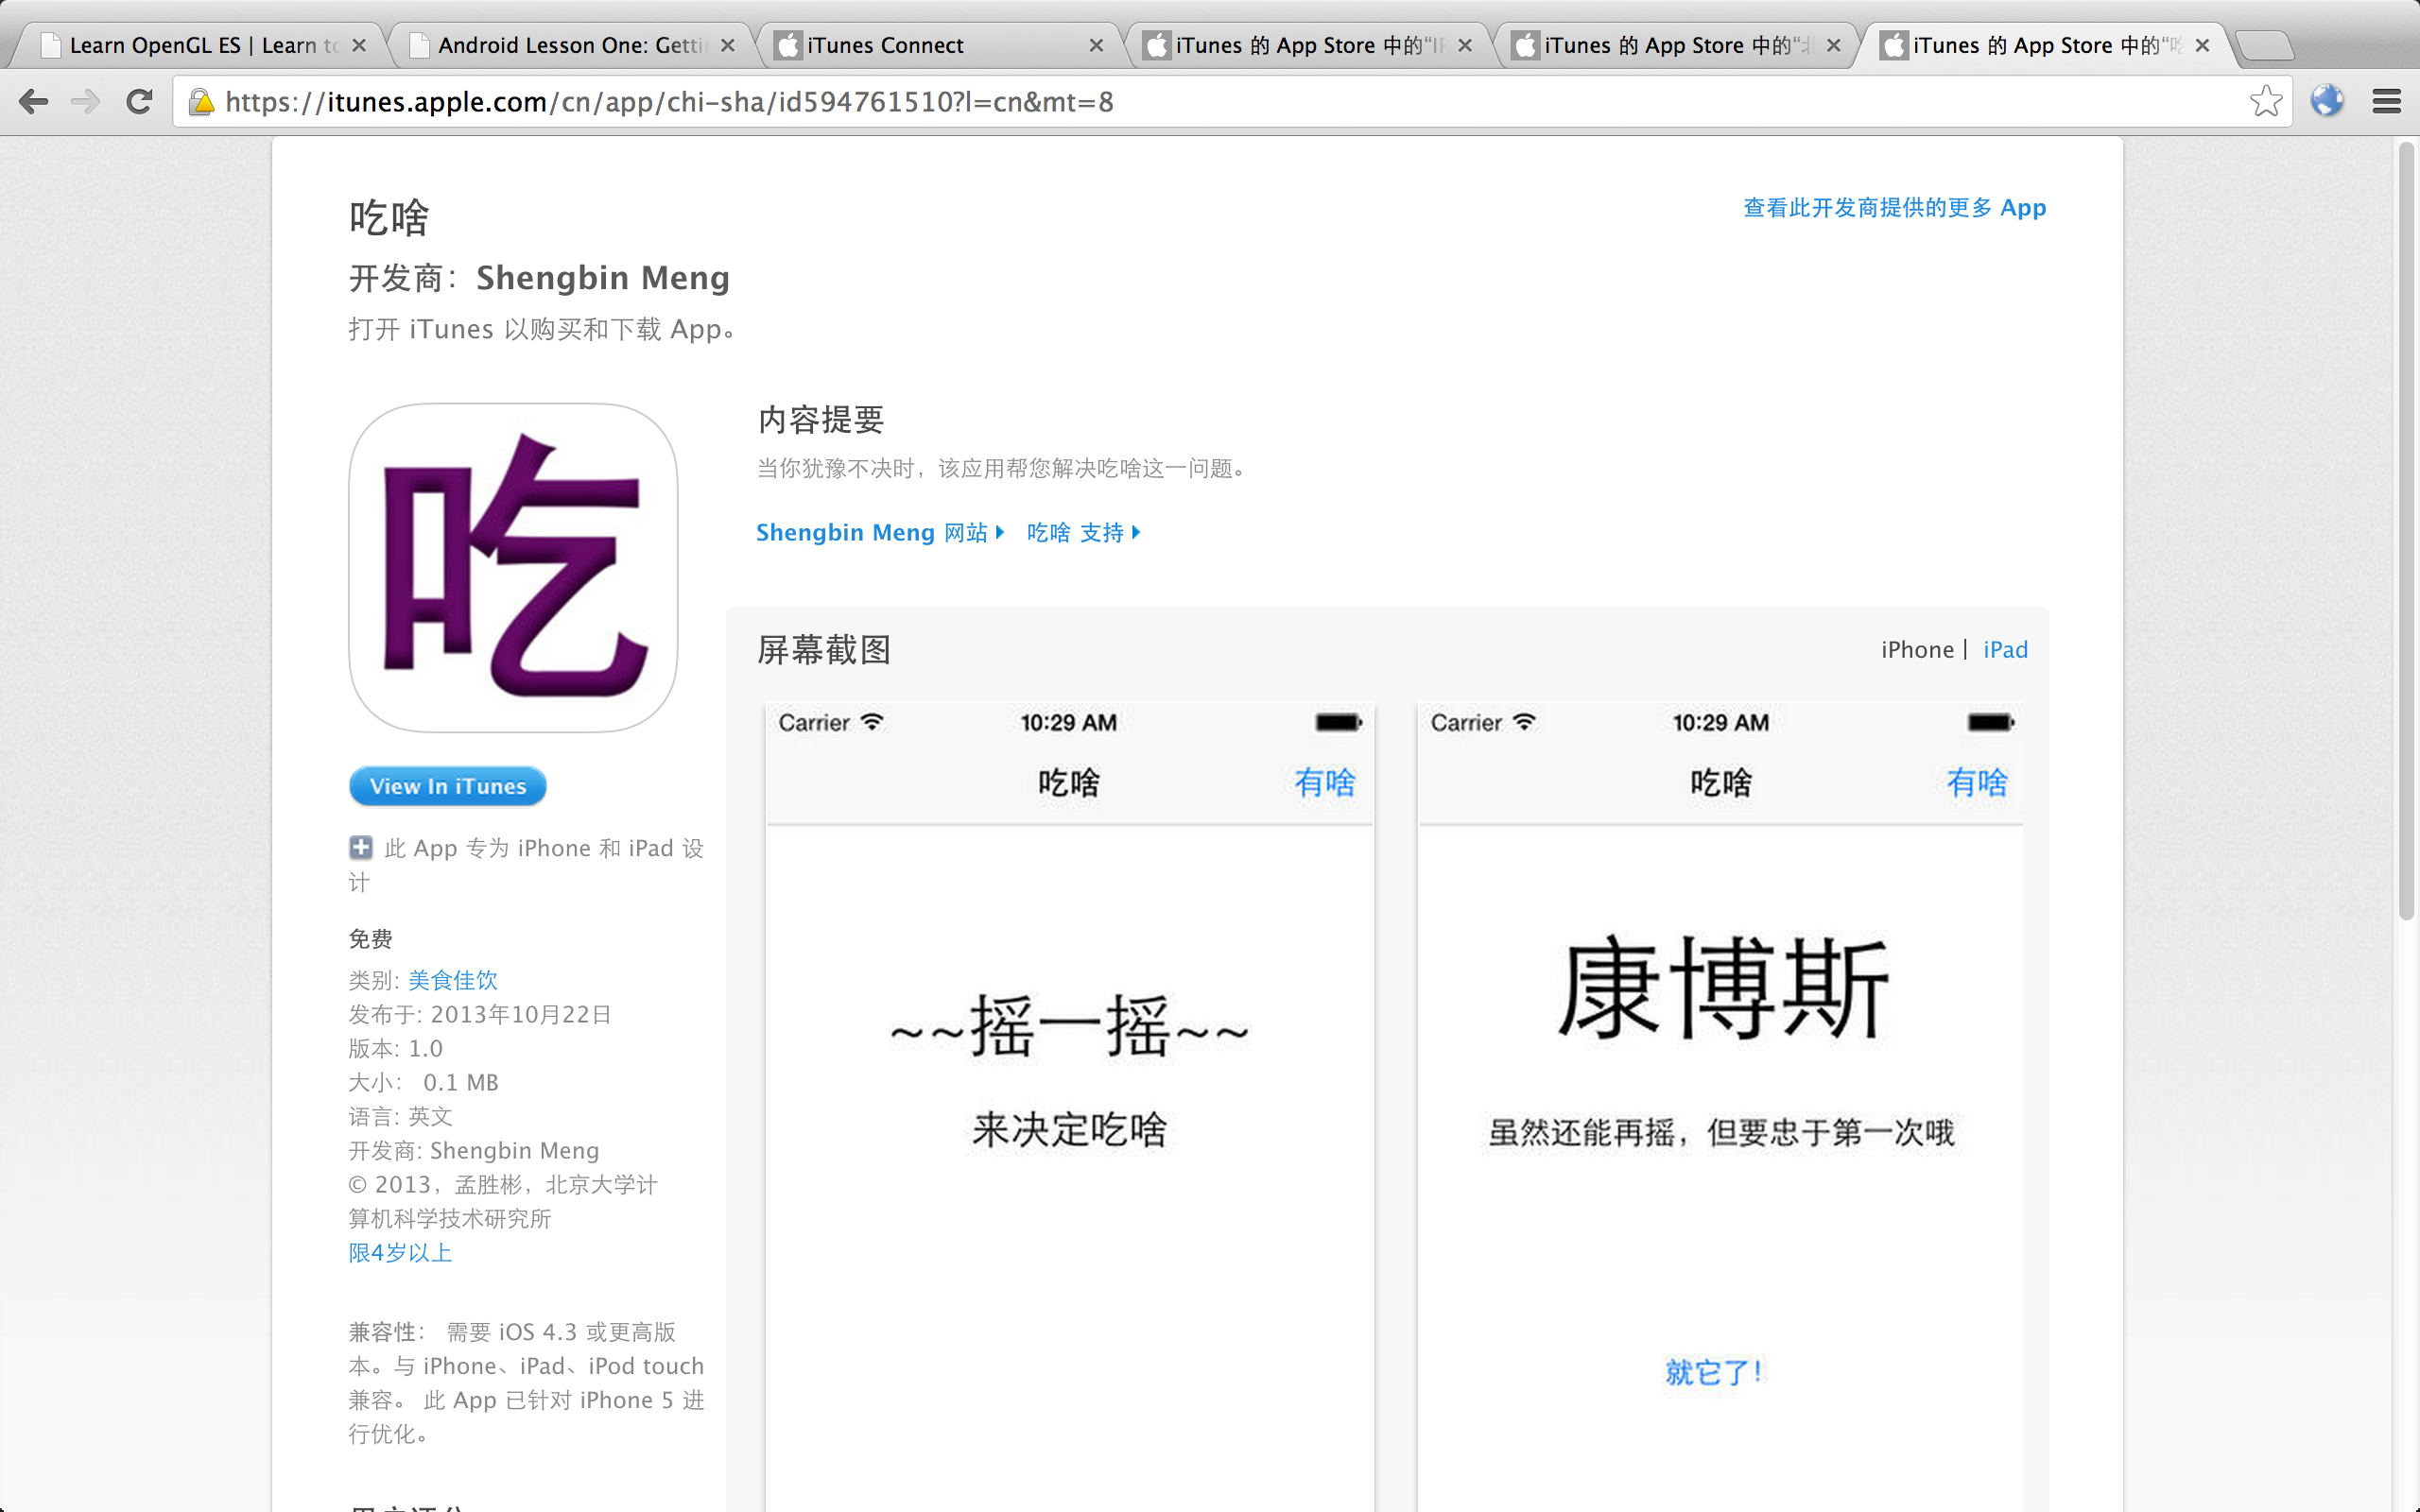 Learn OpenGL ES | Learn to
Android Lesson One: Getti
iTunes Connect
iTunes 的 App Store 中的“IP
iTunes 的 App Store 中的“北
iTunes 的 App Store 中的“吃
https://itunes.apple.com/cn/app/chi-sha/id594761510?l=cn&mt=8
吃啥
查看此开发商提供的更多 App
开发商：Shengbin Meng
打开 iTunes 以购买和下载 App。
吃
内容提要
当你犹豫不决时，该应用帮您解决吃啥这一问题。
Shengbin Meng 网站
吃啥 支持
View In iTunes
此 App 专为 iPhone 和 iPad 设
计
免费
类别: 美食佳饮
发布于: 2013年10月22日
版本: 1.0
大小： 0.1 MB
语言: 英文
开发商: Shengbin Meng
© 2013，孟胜彬，北京大学计
算机科学技术研究所
限4岁以上
兼容性： 需要 iOS 4.3 或更高版
本。与 iPhone、iPad、iPod touch
兼容。 此 App 已针对 iPhone 5 进
行优化。
屏幕截图
iPhone | iPad
Carrier 10:29 AM
吃啥 有啥
~~摇一摇~~
来决定吃啥
Carrier 10:29 AM
吃啥 有啥
康博斯
虽然还能再摇，但要忠于第一次哦
就它了！